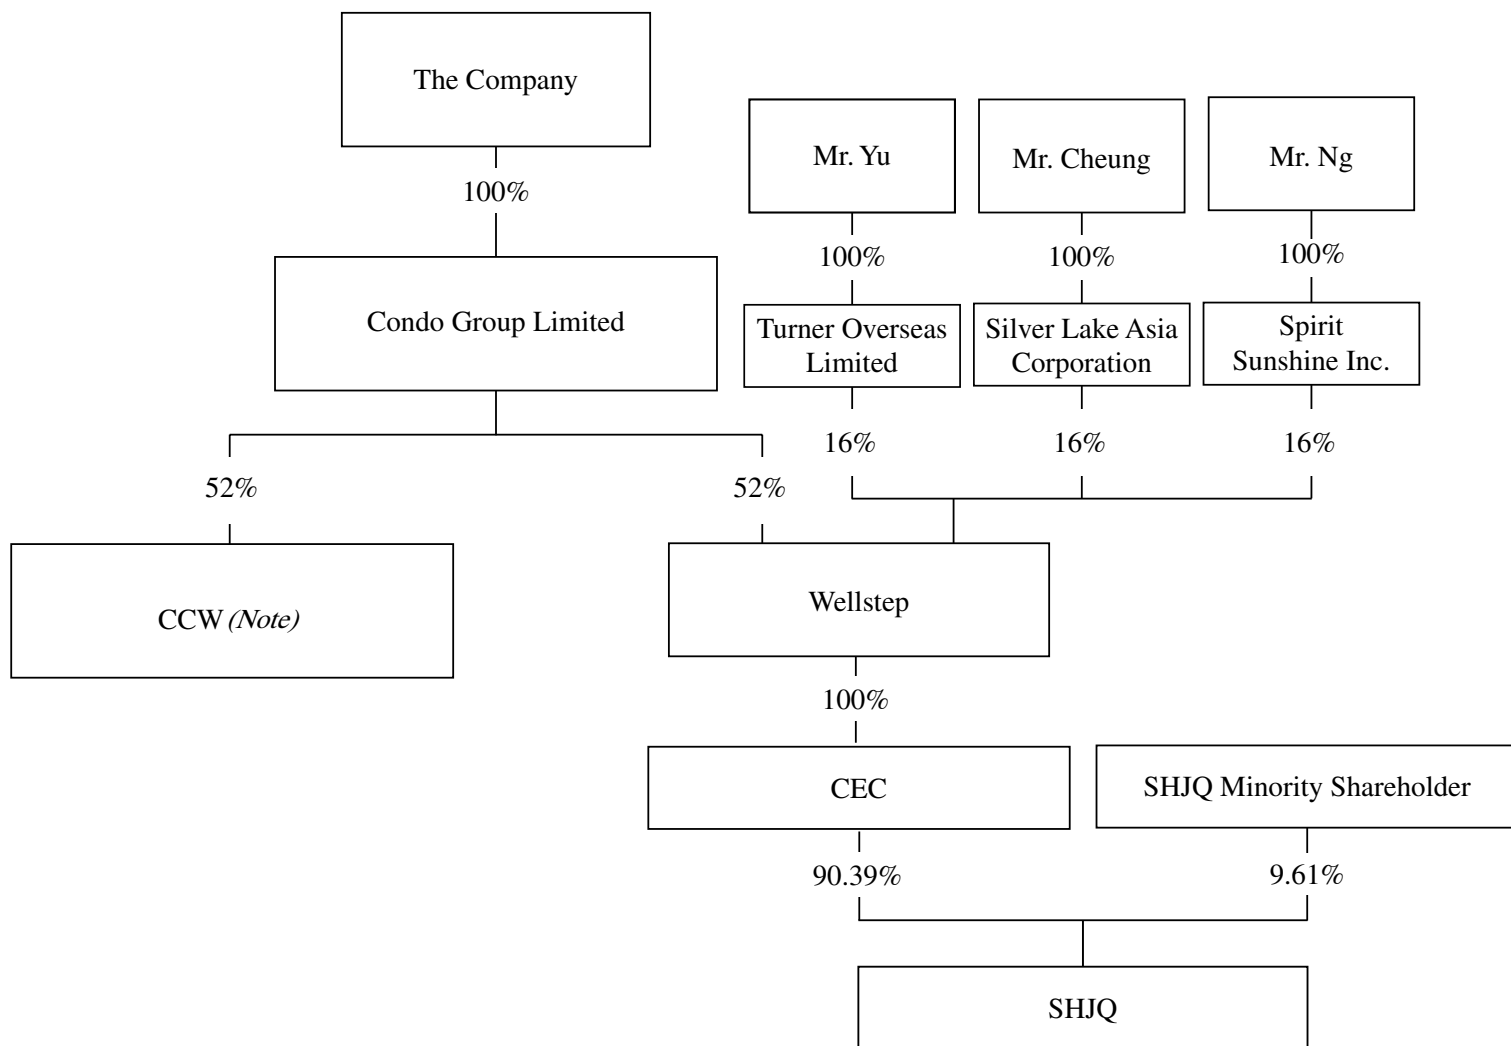 The Company
100%
Mr. Yu
Mr. Cheung
Mr. Ng
100%
100%
100%
Condo Group Limited
Turner Overseas
Limited
Silver Lake Asia
Corporation
Spirit
Sunshine Inc.
16%
16%
16%
52%
52%
CCW (Note)
Wellstep
100%
CEC
SHJQ Minority Shareholder
90.39%
9.61%
SHJQ